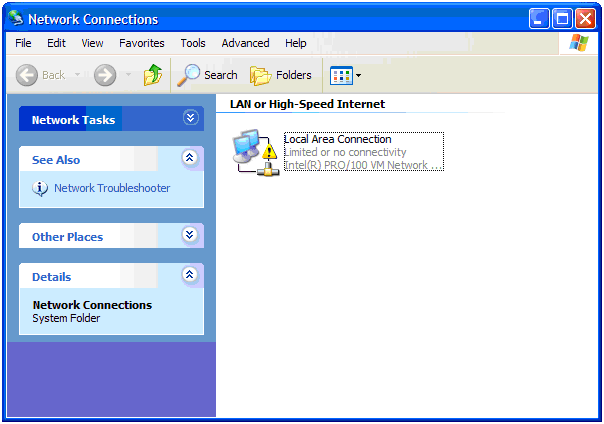 Network Connections
File Edit View Favorites Tools Advanced Help
Back Search Folders
Network Tasks
See Also
Network Troubleshooter
Other Places
Details
Network Connections
System Folder
LAN or High-Speed Internet
Local Area Connection
Limited or no connectivity
Intel(R) PRO/100 VM Network ...